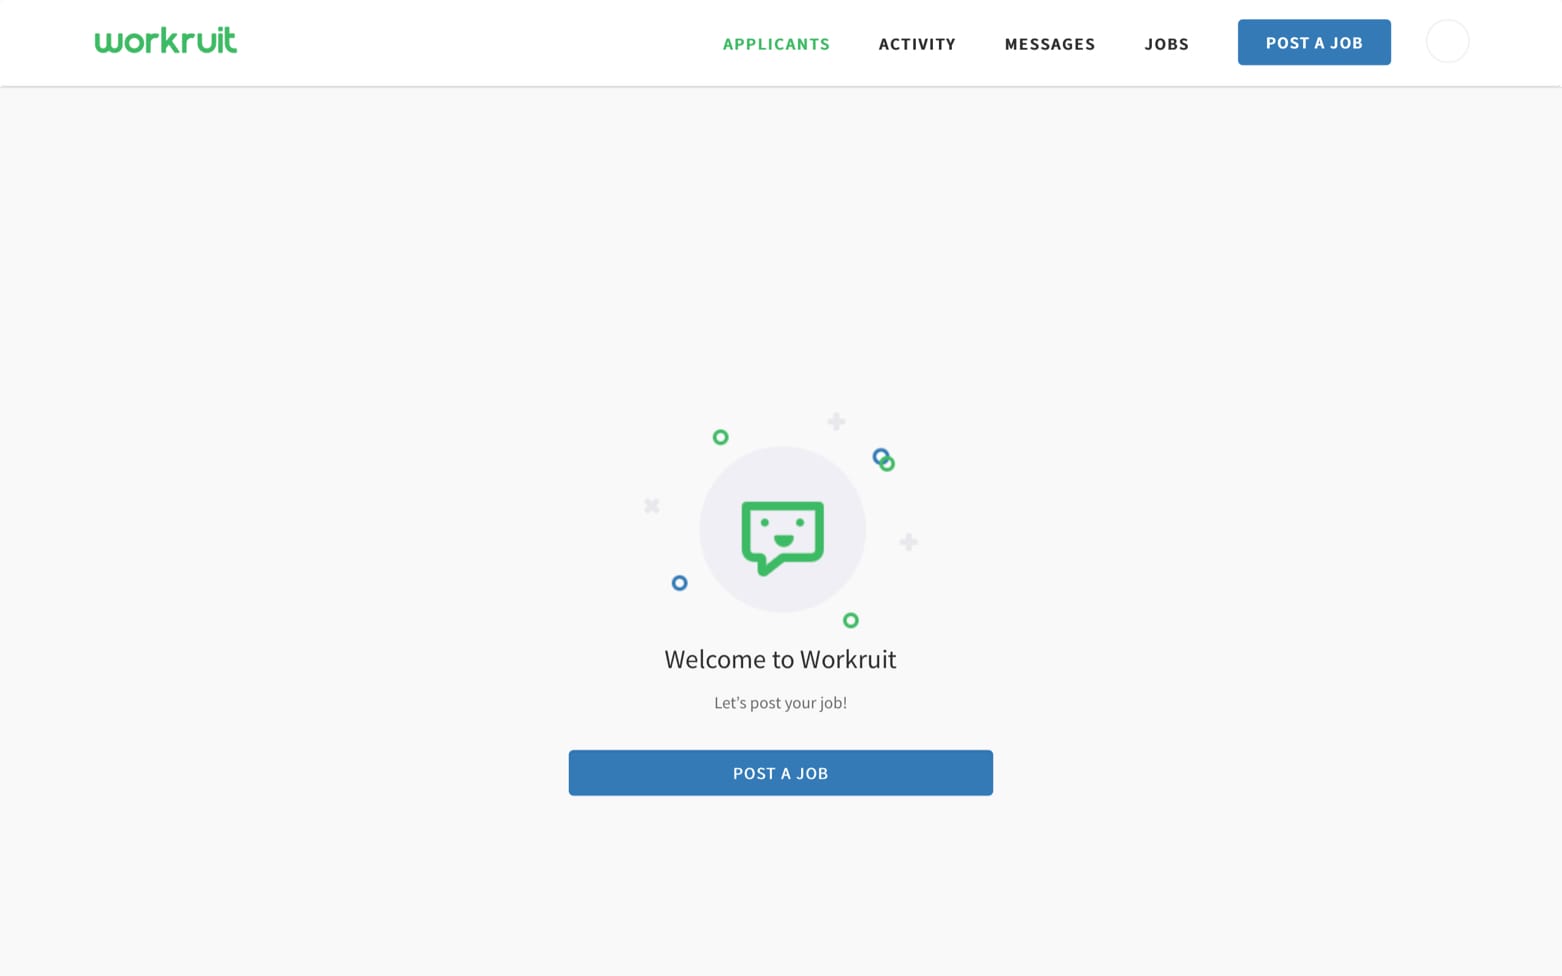 workruit
APPLICANTS ACTIVITY MESSAGES JOBS POST A JOB
Welcome to Workruit
Let’s post your job!
POST A JOB